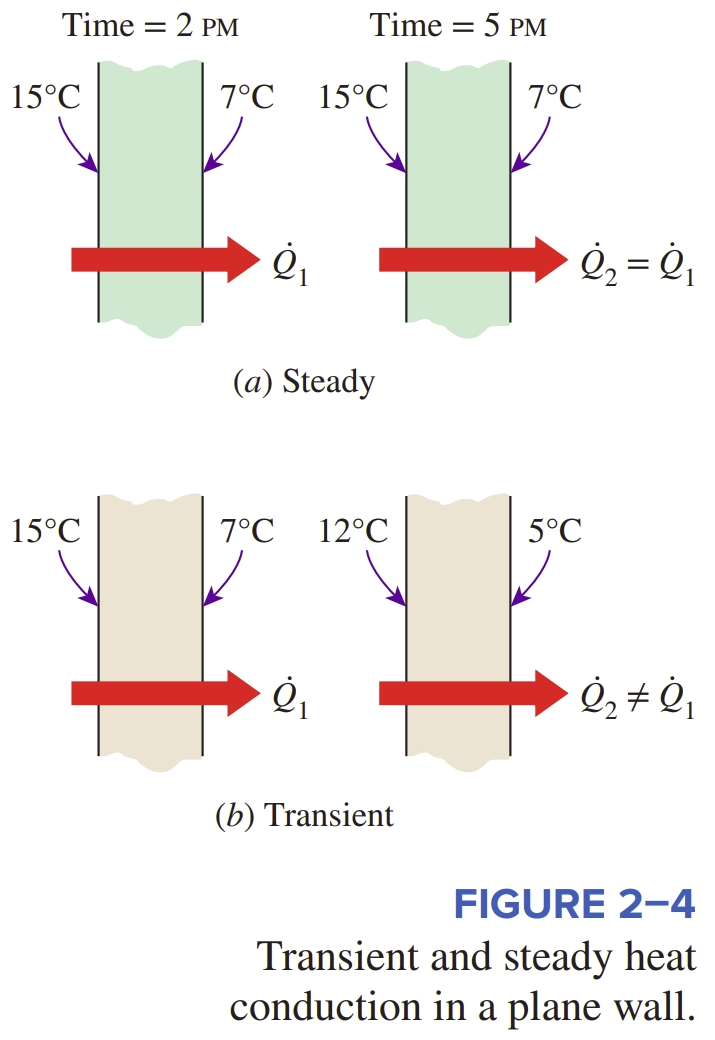 Time = 2 PM Time = 5 PM
15°C 7°C 15°C 7°C
Q̇₁ Q̇₂ = Q̇₁
(a) Steady
15°C 7°C 12°C 5°C
Q̇₁ Q̇₂ ≠ Q̇₁
(b) Transient
FIGURE 2–4
Transient and steady heat
conduction in a plane wall.